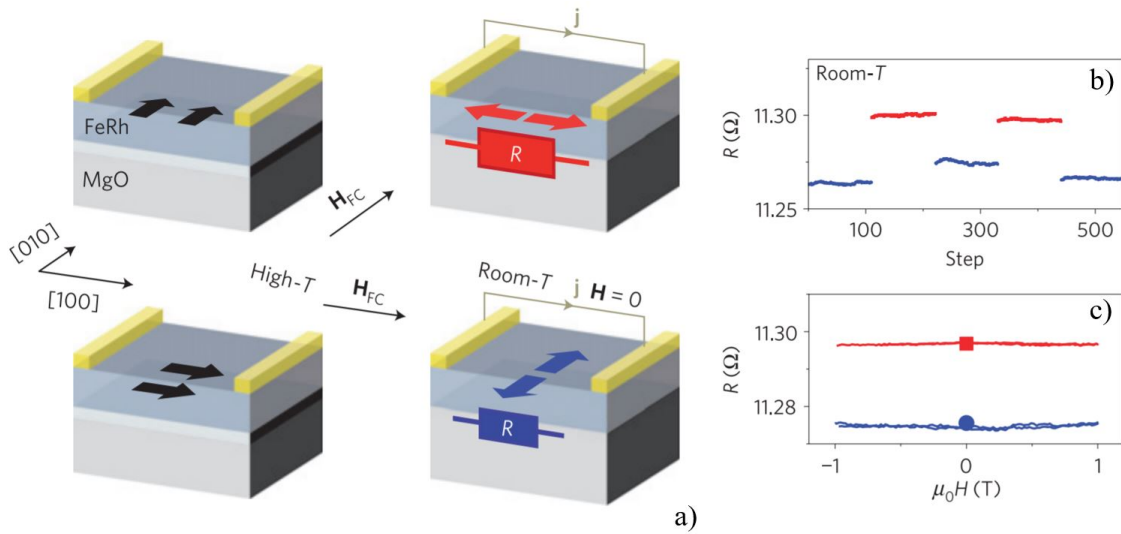 j
FeRh
MgO
R
H_FC
[010]
[100]
High-T
H_FC
Room-T
j
H = 0
R
a)
Room-T
b)
R (Ω)
11.30
11.25
100
300
500
Step
c)
R (Ω)
11.30
11.28
−1
0
1
μ₀H (T)